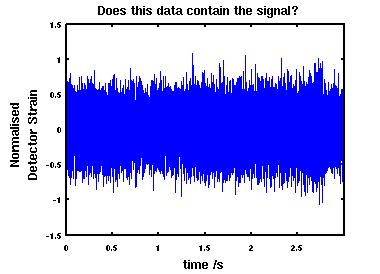 Does this data contain the signal?
Normalised
Detector Strain
1.5
1
0.5
0
-0.5
-1
-1.5
0 0.5 1 1.5 2 2.5
time /s